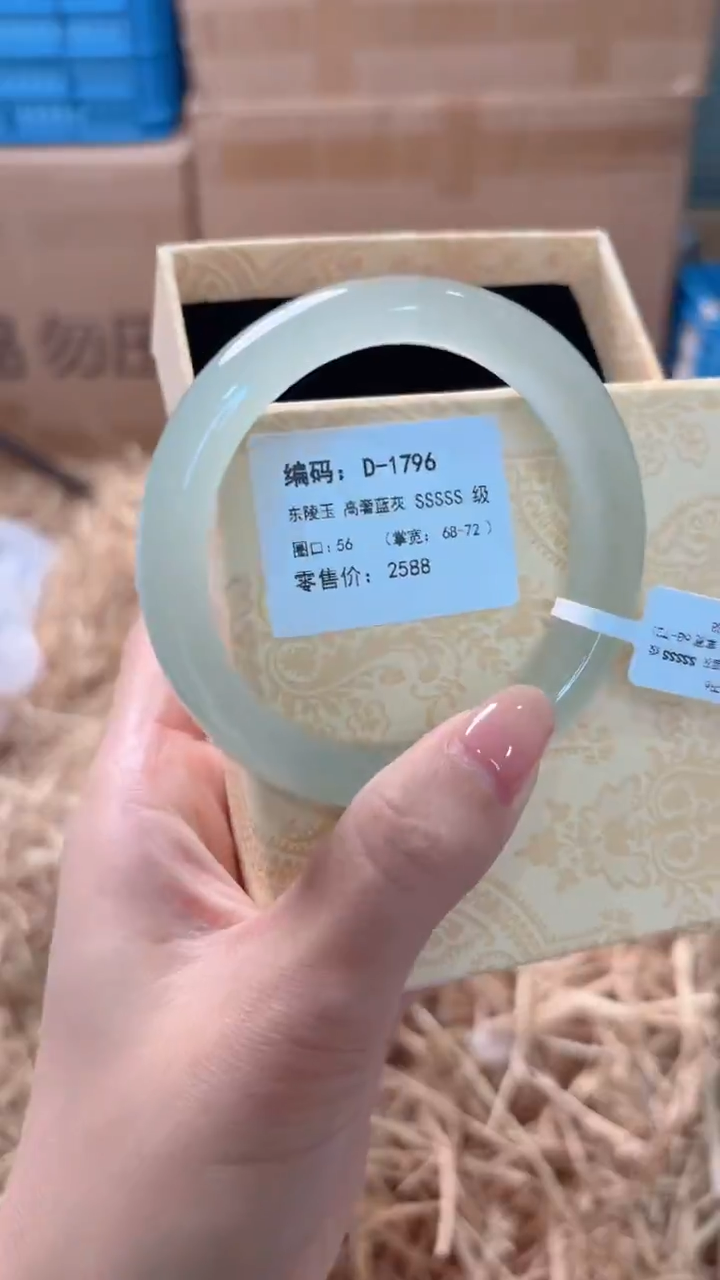 勿
编码：D-1796
东陵玉 高奢蓝灰 SSSSS 级
圈口：56 （掌宽：68-72 ）
零售价：2588